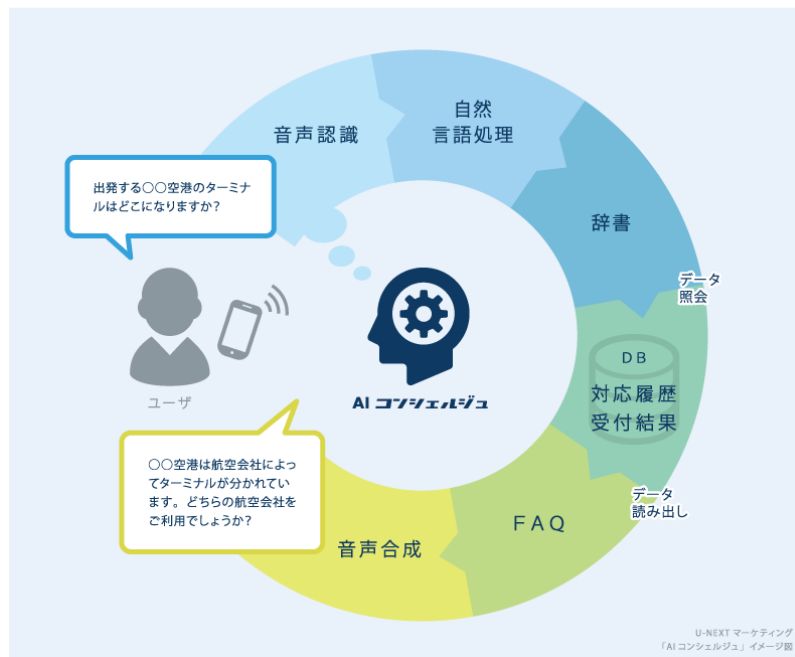 音声認識
自然
言語処理
出発する〇〇空港のターミナ
ルはどこになりますか？
辞書
データ
照会
DB
対応履歴
受付結果
ユーザ
AI コンシェルジュ
〇〇空港は航空会社によっ
てターミナルが分かれてい
ます。どちらの航空会社を
ご利用でしょうか？
データ
読み出し
FAQ
音声合成
U-NEXT マーケティング
「AI コンシェルジュ」イメージ図